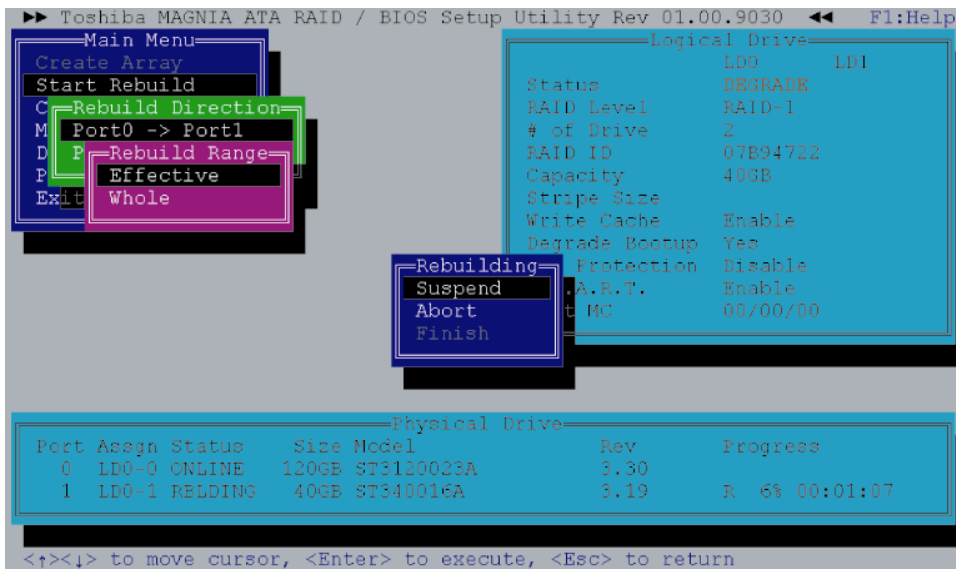 ►► Toshiba MAGNIA ATA RAID / BIOS Setup Utility Rev 01.00.9030 ◄◄ F1:Help
Main Menu
Create Array
Start Rebuild
C
M
D
P
Exit
Rebuild Direction
Port0 -> Port1
P
Rebuild Range
Effective
Whole
Logical Drive
LD0 LD1
Status DEGRADE
RAID Level RAID-1
# of Drive 2
RAID ID 07B94722
Capacity 40GB
Stripe Size
Write Cache Enable
Degrade Bootup Yes
Protection Disable
.A.R.T. Enable
t MC 00/00/00
Rebuilding
Suspend
Abort
Finish
Physical Drive
Port Assgn Status Size Model Rev Progress
0 LD0-0 ONLINE 120GB ST3120023A 3.30
1 LD0-1 RBLDING 40GB ST340016A 3.19 R 6% 00:01:07
<↑><↓> to move cursor, <Enter> to execute, <Esc> to return